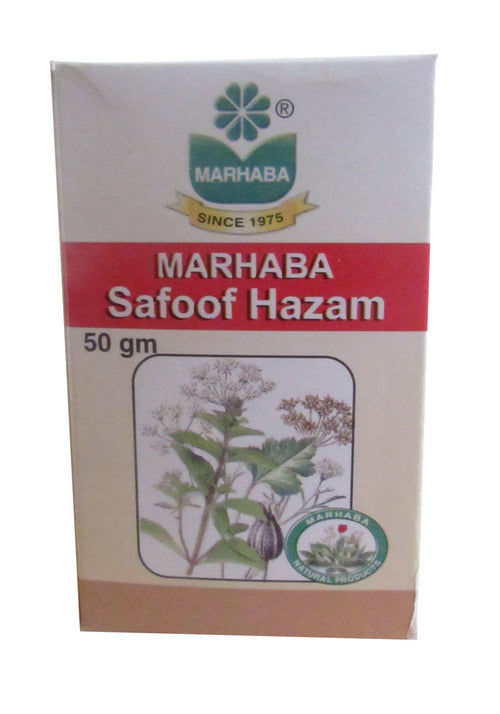 ®
MARHABA
SINCE 1975
MARHABA
Safoof Hazam
50 gm
MARHABA
NATURAL PRODUCTS